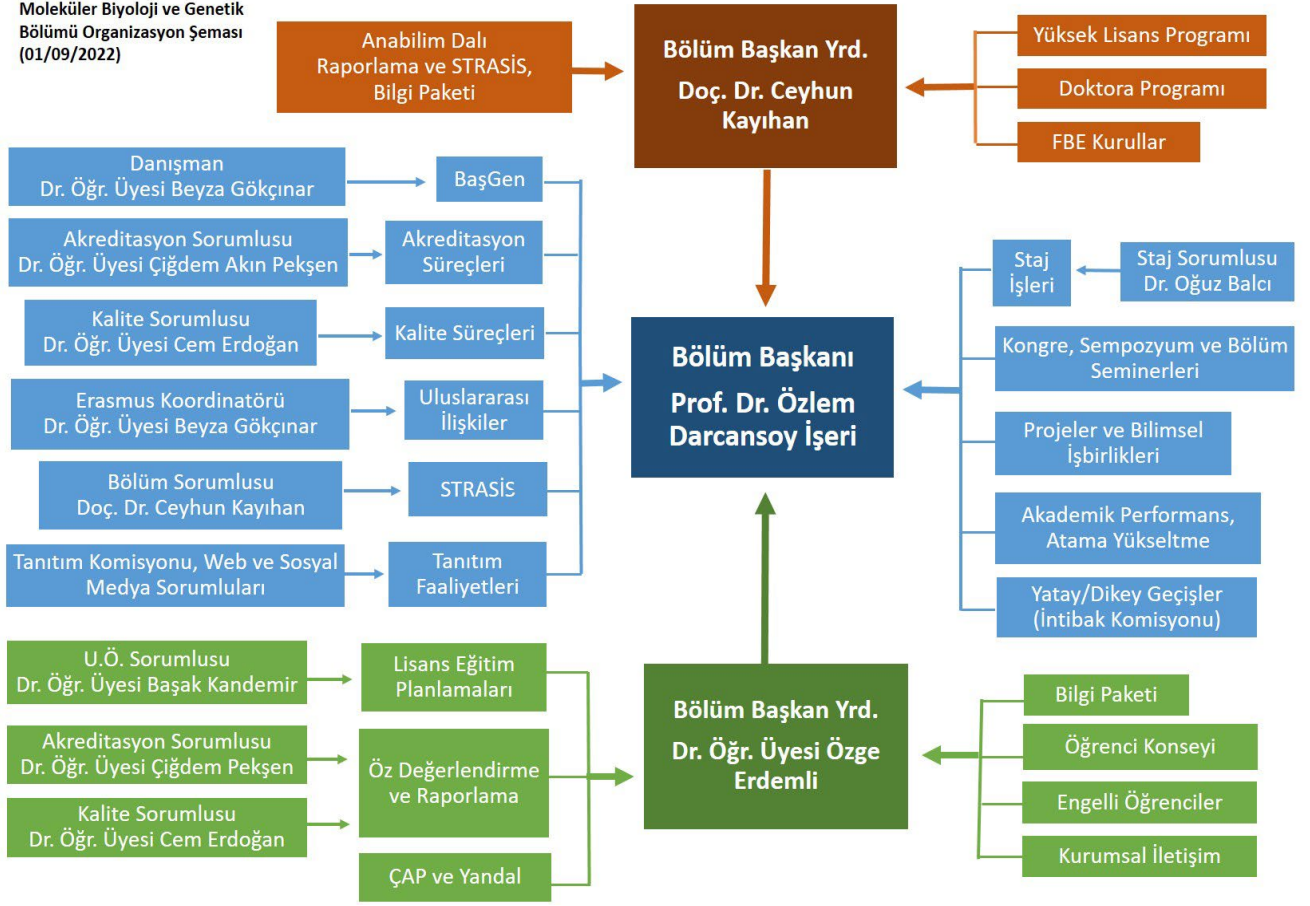 Moleküler Biyoloji ve Genetik
Bölümü Organizasyon Şeması
(01/09/2022)
Anabilim Dalı
Raporlama ve STRASİS,
Bilgi Paketi
Bölüm Başkan Yrd.
Doç. Dr. Ceyhun
Kayıhan
Yüksek Lisans Programı
Doktora Programı
FBE Kurullar
Danışman
Dr. Öğr. Üyesi Beyza Gökçınar
BaşGen
Akreditasyon Sorumlusu
Dr. Öğr. Üyesi Çiğdem Akın Pekşen
Akreditasyon
Süreçleri
Kalite Sorumlusu
Dr. Öğr. Üyesi Cem Erdoğan
Kalite Süreçleri
Erasmus Koordinatörü
Dr. Öğr. Üyesi Beyza Gökçınar
Uluslararası
İlişkiler
Bölüm Sorumlusu
Doç. Dr. Ceyhun Kayıhan
STRASİS
Tanıtım Komisyonu, Web ve Sosyal
Medya Sorumluları
Tanıtım
Faaliyetleri
Bölüm Başkanı
Prof. Dr. Özlem
Darcansoy İşeri
Staj
İşleri
Staj Sorumlusu
Dr. Oğuz Balcı
Kongre, Sempozyum ve Bölüm
Seminerleri
Projeler ve Bilimsel
İşbirlikleri
Akademik Performans,
Atama Yükseltme
Yatay/Dikey Geçişler
(İntibak Komisyonu)
U.Ö. Sorumlusu
Dr. Öğr. Üyesi Başak Kandemir
Lisans Eğitim
Planlamaları
Akreditasyon Sorumlusu
Dr. Öğr. Üyesi Çiğdem Pekşen
Öz Değerlendirme
ve Raporlama
Kalite Sorumlusu
Dr. Öğr. Üyesi Cem Erdoğan
ÇAP ve Yandal
Bölüm Başkan Yrd.
Dr. Öğr. Üyesi Özge
Erdemli
Bilgi Paketi
Öğrenci Konseyi
Engelli Öğrenciler
Kurumsal İletişim